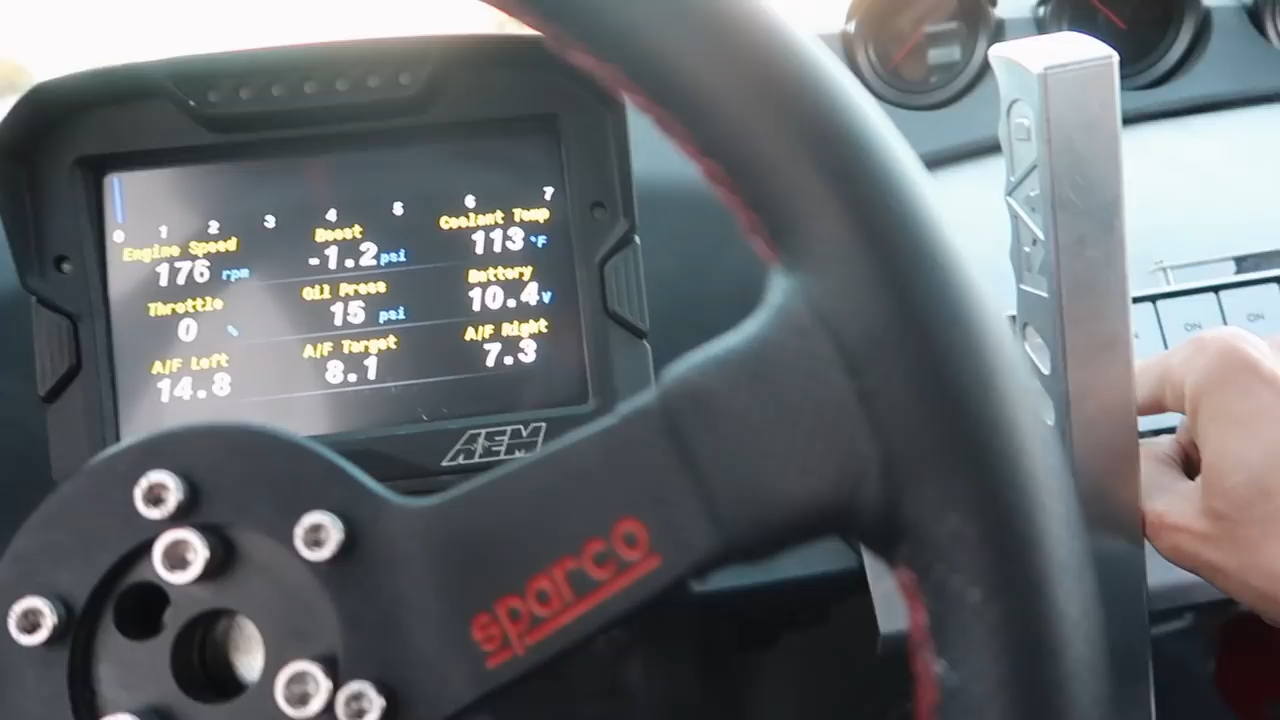 0 1 2 3 4 5 6 7
Engine Speed Boost Coolant Temp
176 rpm -1.2 psi 113 °F
Throttle Oil Press Battery
0 % 15 psi 10.4 V
A/F Left A/F Target A/F Right
14.8 8.1 7.3
AEM
sparco
ON ON